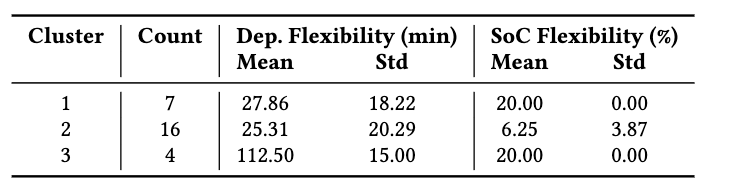 Cluster Count Dep. Flexibility (min) SoC Flexibility (%)
Mean Std Mean Std
1 7 27.86 18.22 20.00 0.00
2 16 25.31 20.29 6.25 3.87
3 4 112.50 15.00 20.00 0.00